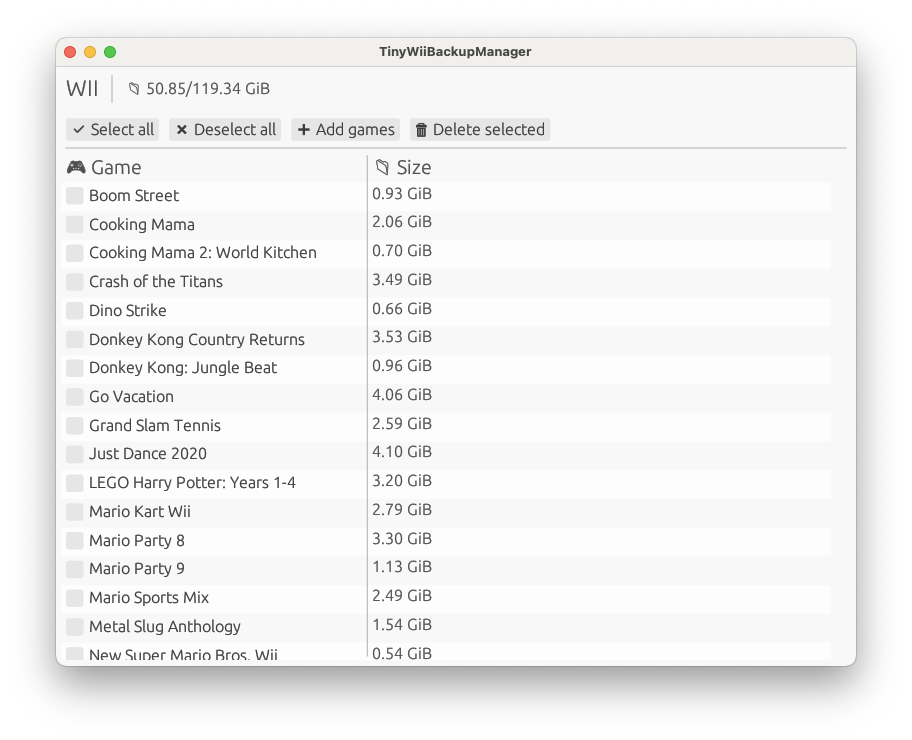 TinyWiiBackupManager
WII 50.85/119.34 GiB
Select all Deselect all Add games Delete selected
Game Size
Boom Street 0.93 GiB
Cooking Mama 2.06 GiB
Cooking Mama 2: World Kitchen 0.70 GiB
Crash of the Titans 3.49 GiB
Dino Strike 0.66 GiB
Donkey Kong Country Returns 3.53 GiB
Donkey Kong: Jungle Beat 0.96 GiB
Go Vacation 4.06 GiB
Grand Slam Tennis 2.59 GiB
Just Dance 2020 4.10 GiB
LEGO Harry Potter: Years 1-4 3.20 GiB
Mario Kart Wii 2.79 GiB
Mario Party 8 3.30 GiB
Mario Party 9 1.13 GiB
Mario Sports Mix 2.49 GiB
Metal Slug Anthology 1.54 GiB
New Super Mario Bros. Wii 0.54 GiB